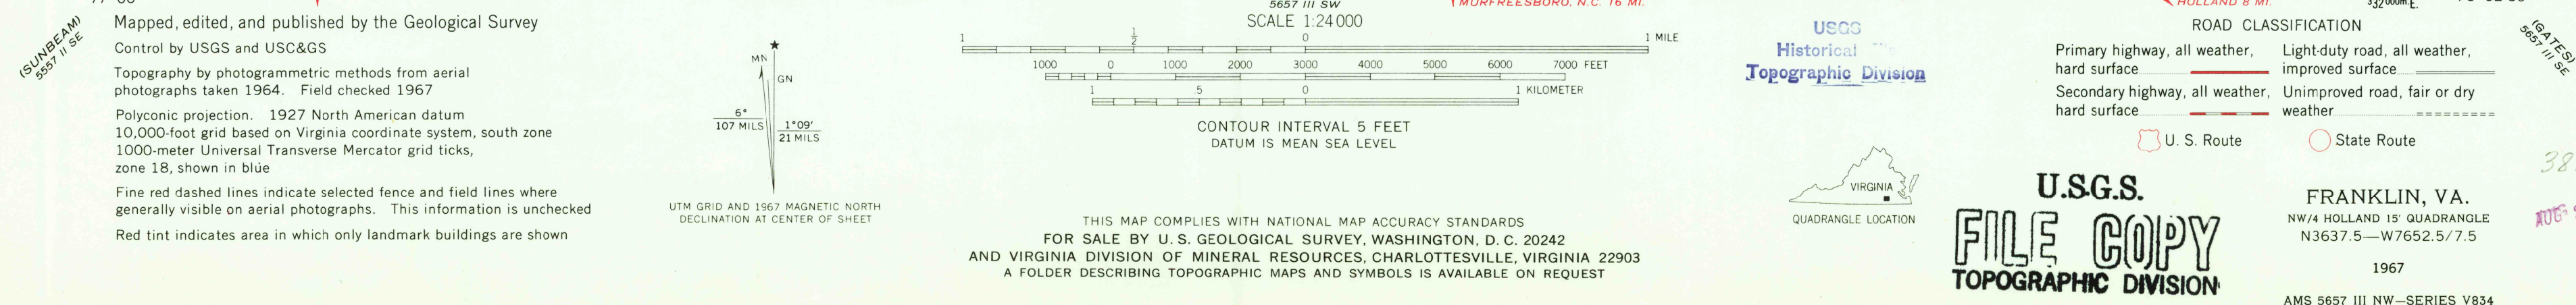 (SUNBEAM)
5557 II SE
Mapped, edited, and published by the Geological Survey
Control by USGS and USC&GS
Topography by photogrammetric methods from aerial
photographs taken 1964. Field checked 1967
Polyconic projection. 1927 North American datum
10,000-foot grid based on Virginia coordinate system, south zone
1000-meter Universal Transverse Mercator grid ticks,
zone 18, shown in blue
Fine red dashed lines indicate selected fence and field lines where
generally visible on aerial photographs. This information is unchecked
Red tint indicates area in which only landmark buildings are shown
★
MN
GN
6°
107 MILS
1°09′
21 MILS
UTM GRID AND 1967 MAGNETIC NORTH
DECLINATION AT CENTER OF SHEET
5657 III SW
MURFREESBORO, N.C. 16 MI.
SCALE 1:24 000
1 ½ 0 1 MILE
1000 0 1000 2000 3000 4000 5000 6000 7000 FEET
1 .5 0 1 KILOMETER
CONTOUR INTERVAL 5 FEET
DATUM IS MEAN SEA LEVEL
THIS MAP COMPLIES WITH NATIONAL MAP ACCURACY STANDARDS
FOR SALE BY U. S. GEOLOGICAL SURVEY, WASHINGTON, D. C. 20242
AND VIRGINIA DIVISION OF MINERAL RESOURCES, CHARLOTTESVILLE, VIRGINIA 22903
A FOLDER DESCRIBING TOPOGRAPHIC MAPS AND SYMBOLS IS AVAILABLE ON REQUEST
USGS
Historical
Topographic Division
VIRGINIA
QUADRANGLE LOCATION
HOLLAND 8 MI.
332000m.E.
(GATES)
5657 III SE
ROAD CLASSIFICATION
Primary highway, all weather,
hard surface
Light-duty road, all weather,
improved surface
Secondary highway, all weather,
hard surface
Unimproved road, fair or dry
weather
U. S. Route
State Route
U.S.G.S.
FILE COPY
TOPOGRAPHIC DIVISION
FRANKLIN, VA.
NW/4 HOLLAND 15′ QUADRANGLE
N3637.5—W7652.5/7.5
1967
AMS 5657 III NW—SERIES V834
38
AUG